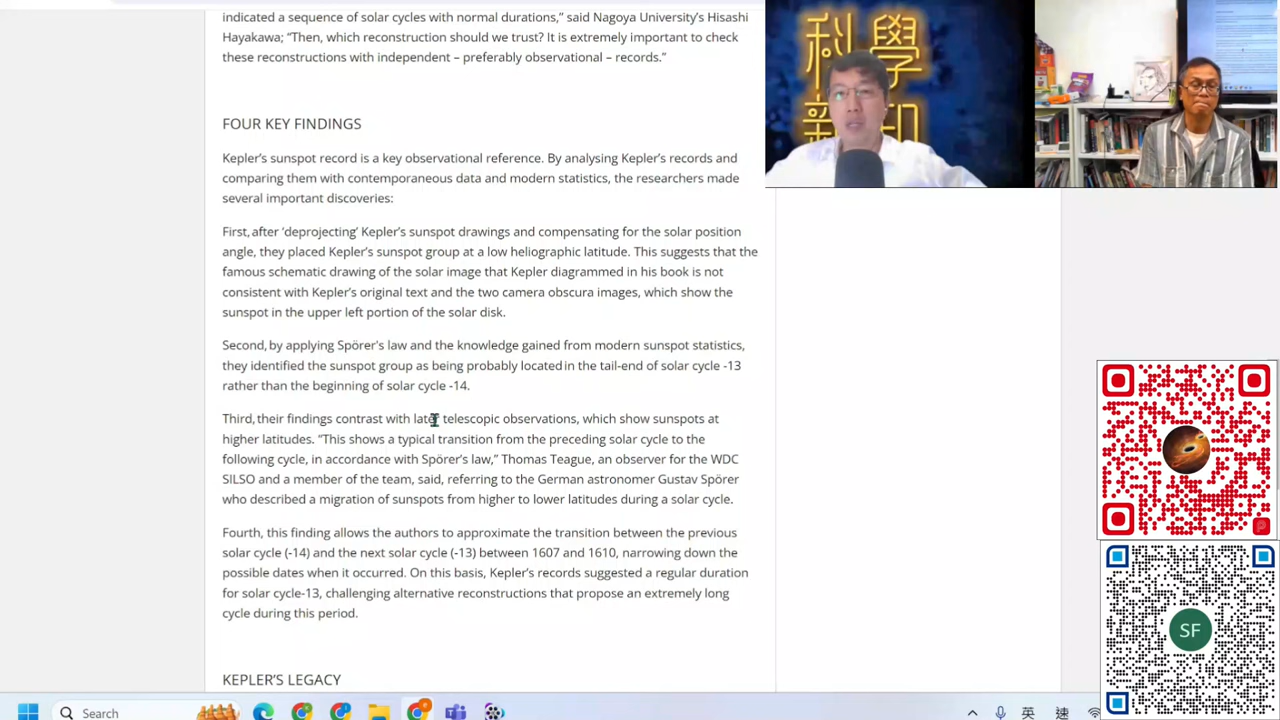 indicated a sequence of solar cycles with normal durations,” said Nagoya University’s Hisashi
Hayakawa; “Then, which reconstruction should we trust? It is extremely important to check
these reconstructions with independent – preferably observational – records.”
FOUR KEY FINDINGS
Kepler’s sunspot record is a key observational reference. By analysing Kepler’s records and
comparing them with contemporaneous data and modern statistics, the researchers made
several important discoveries:
First, after ‘deprojecting’ Kepler’s sunspot drawings and compensating for the solar position
angle, they placed Kepler’s sunspot group at a low heliographic latitude. This suggests that the
famous schematic drawing of the solar image that Kepler diagrammed in his book is not
consistent with Kepler’s original text and the two camera obscura images, which show the
sunspot in the upper left portion of the solar disk.
Second, by applying Spörer’s law and the knowledge gained from modern sunspot statistics,
they identified the sunspot group as being probably located in the tail-end of solar cycle -13
rather than the beginning of solar cycle -14.
Third, their findings contrast with later telescopic observations, which show sunspots at
higher latitudes. “This shows a typical transition from the preceding solar cycle to the
following cycle, in accordance with Spörer’s law,” Thomas Teague, an observer for the WDC
SILSO and a member of the team, said, referring to the German astronomer Gustav Spörer
who described a migration of sunspots from higher to lower latitudes during a solar cycle.
Fourth, this finding allows the authors to approximate the transition between the previous
solar cycle (-14) and the next solar cycle (-13) between 1607 and 1610, narrowing down the
possible dates when it occurred. On this basis, Kepler’s records suggested a regular duration
for solar cycle-13, challenging alternative reconstructions that propose an extremely long
cycle during this period.
KEPLER’S LEGACY
科學
新知
SF
Search
英
速